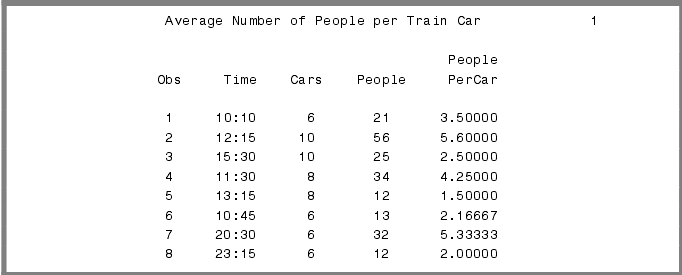 Average Number of People per Train Car 1
People
Obs Time Cars People PerCar
1 10:10 6 21 3.50000
2 12:15 10 56 5.60000
3 15:30 10 25 2.50000
4 11:30 8 34 4.25000
5 13:15 8 12 1.50000
6 10:45 6 13 2.16667
7 20:30 6 32 5.33333
8 23:15 6 12 2.00000